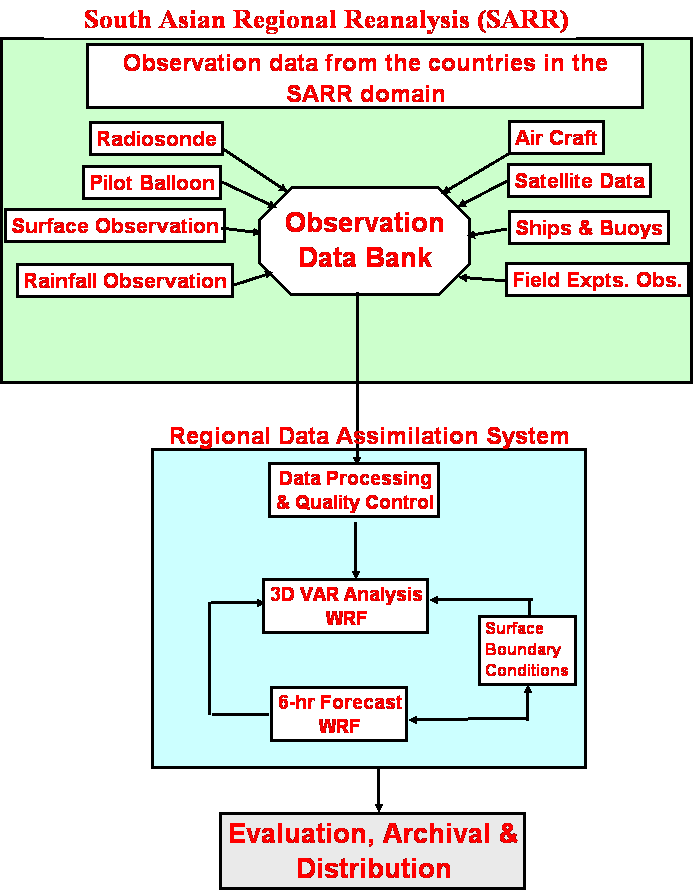 South Asian Regional Reanalysis (SARR)
Observation data from the countries in the
SARR domain
Radiosonde
Air Craft
Pilot Balloon
Satellite Data
Surface Observation
Ships & Buoys
Rainfall Observation
Field Expts. Obs.
Observation
Data Bank
Regional Data Assimilation System
Data Processing
& Quality Control
3D VAR Analysis
WRF
Surface
Boundary
Conditions
6-hr Forecast
WRF
Evaluation, Archival &
Distribution